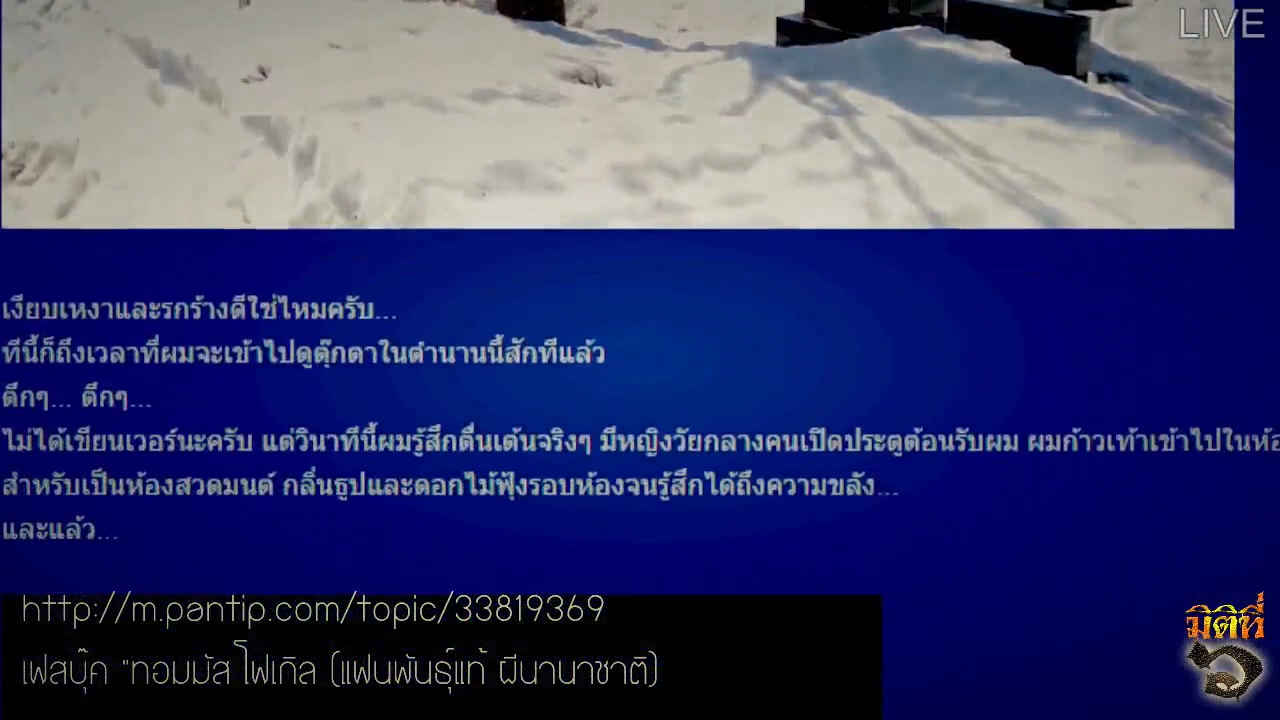 LIVE
เงียบเหงาและรกร้างดีใช่ไหมครับ...
ทีนี้ก็ถึงเวลาที่ผมจะเข้าไปดูตุ๊กตาในตำนานนี้สักทีแล้ว
ตึกๆ... ตึกๆ...
ไม่ได้เขียนเวอร์นะครับ แต่วินาทีนี้ผมรู้สึกตื่นเต้นจริงๆ มีหญิงวัยกลางคนเปิดประตูต้อนรับผม ผมก้าวเท้าเข้าไปในห้อ
สำหรับเป็นห้องสวดมนต์ กลิ่นธูปและดอกไม้ฟุ้งรอบห้องจนรู้สึกได้ถึงความขลัง...
และแล้ว...
http://m.pantip.com/topic/33819369
เฟสบุ๊ค "ทอมมัส โฟเกิล (แฟนพันธุ์แท้ ผีนานาชาติ)
มิติที่
๖